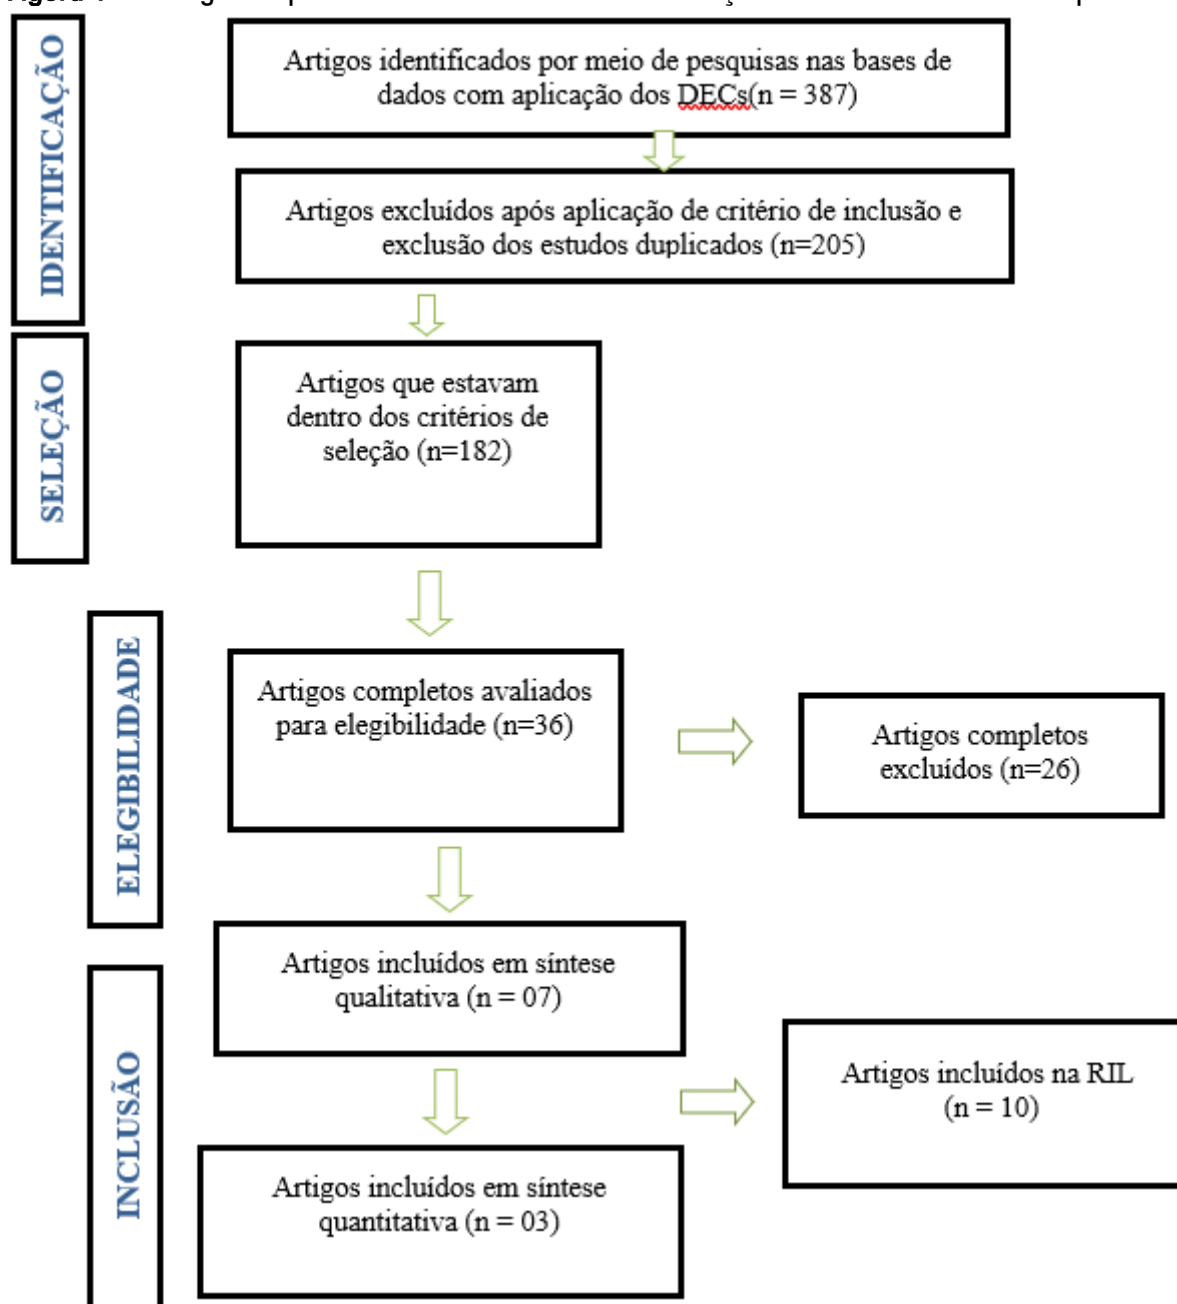 IDENTIFICAÇÃO
Artigos identificados por meio de pesquisas nas bases de
dados com aplicação dos DECs(n = 387)
Artigos excluídos após aplicação de critério de inclusão e
exclusão dos estudos duplicados (n=205)
SELEÇÃO
Artigos que estavam
dentro dos critérios de
seleção (n=182)
ELEGIBILIDADE
Artigos completos avaliados
para elegibilidade (n=36)
Artigos completos
excluídos (n=26)
INCLUSÃO
Artigos incluídos em síntese
qualitativa (n = 07)
Artigos incluídos na RIL
(n = 10)
Artigos incluídos em síntese
quantitativa (n = 03)